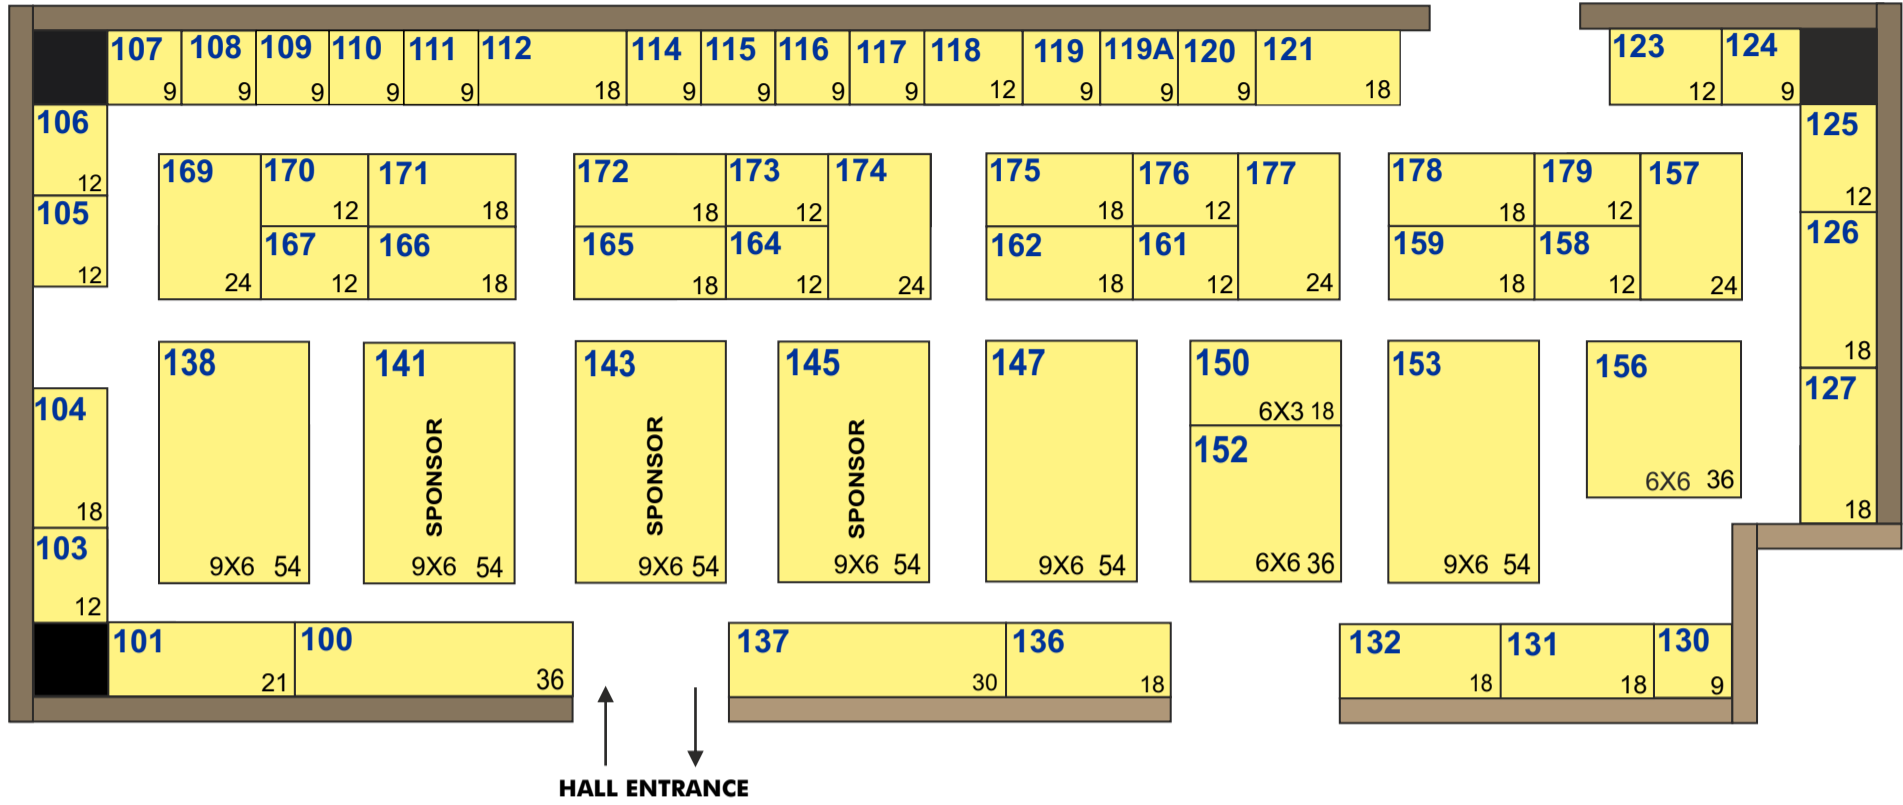 107 108 109 110 111 112 114 115 116 117 118 119 119A 120 121 123 124
9 9 9 9 9 18 9 9 9 9 12 9 9 9 18 12 9
106
12
105
12
125
12
126
18
127
18
169 170 171 172 173 174 175 176 177 178 179 157
12 18 18 12 18 12 18 12
167 166 165 164 162 161 159 158
24 12 18 18 12 24 18 12 24 18 12 24
104
18
103
12
138
9X6 54
141
SPONSOR
9X6 54
143
SPONSOR
9X6 54
145
SPONSOR
9X6 54
147
9X6 54
150
6X3 18
152
6X6 36
153
9X6 54
156
6X6 36
101 100 137 136 132 131 130
21 36 30 18 18 18 9
HALL ENTRANCE